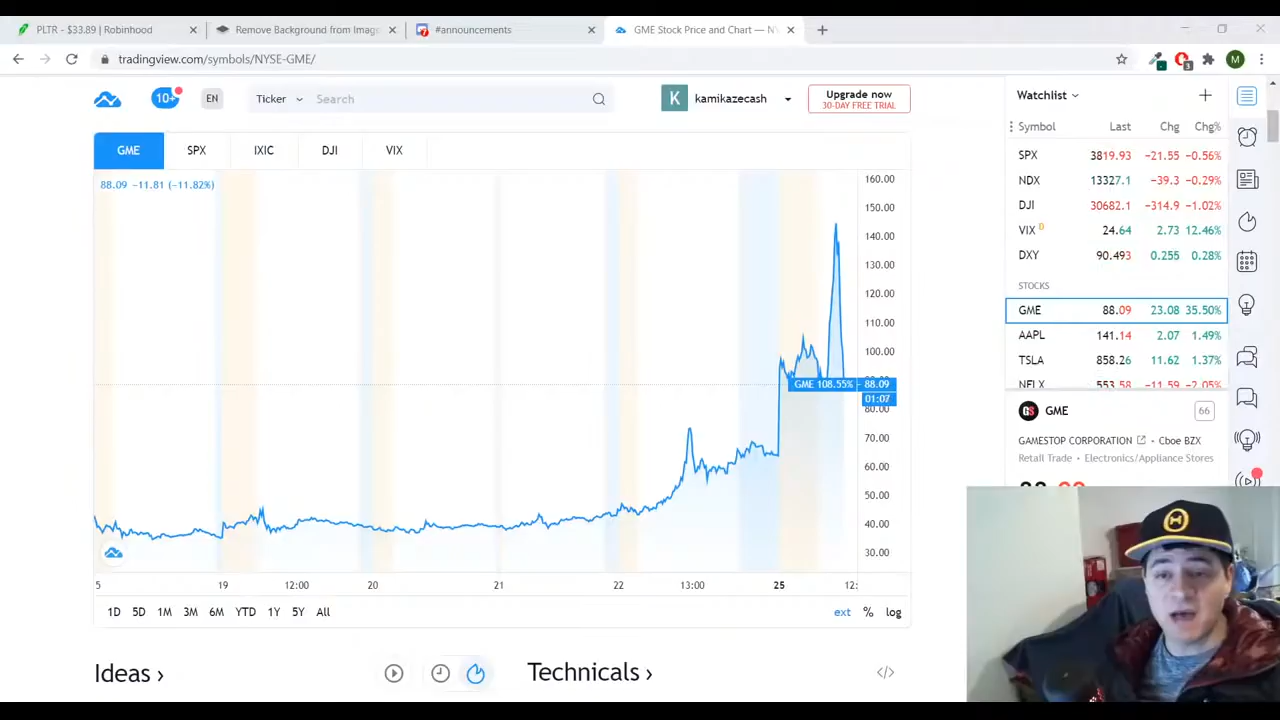 PLTR - $33.89 | Robinhood
Remove Background from Imag
#announcements
GME Stock Price and Chart — NY
tradingview.com/symbols/NYSE-GME/
M
10+
EN
Ticker
Search
K
kamikazecash
Upgrade now
30-DAY FREE TRIAL
GME
SPX
IXIC
DJI
VIX
88.09 −11.81 (−11.82%)
160.00
150.00
140.00
130.00
120.00
110.00
100.00
GME 108.55%
88.09
01:07
80.00
70.00
60.00
50.00
40.00
30.00
5
19
12:00
20
21
22
13:00
25
12:
1D
5D
1M
3M
6M
YTD
1Y
5Y
All
ext
%
log
Ideas
Technicals
Watchlist
Symbol
Last
Chg
Chg%
SPX 3819.93 −21.55 −0.56%
NDX 13327.1 −39.3 −0.29%
DJI 30682.1 −314.9 −1.02%
VIX D 24.64 2.73 12.46%
DXY 90.493 0.255 0.28%
STOCKS
GME 88.09 23.08 35.50%
AAPL 141.14 2.07 1.49%
TSLA 858.26 11.62 1.37%
NFLX 553.58 −11.59 −2.05%
GME
66
GAMESTOP CORPORATION • Cboe BZX
Retail Trade • Electronics/Appliance Stores